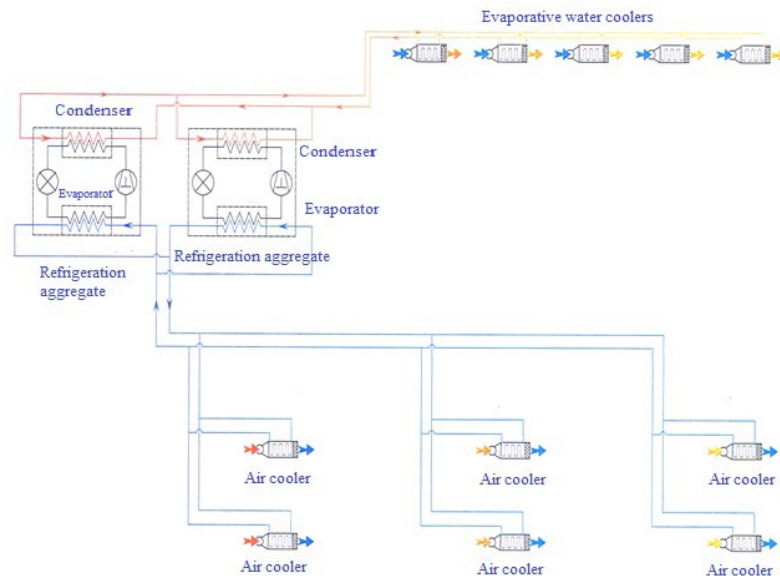 Evaporative water coolers
Condenser
Condenser
Evaporator
Evaporator
Refrigeration aggregate
Refrigeration
aggregate
Air cooler
Air cooler
Air cooler
Air cooler
Air cooler
Air cooler